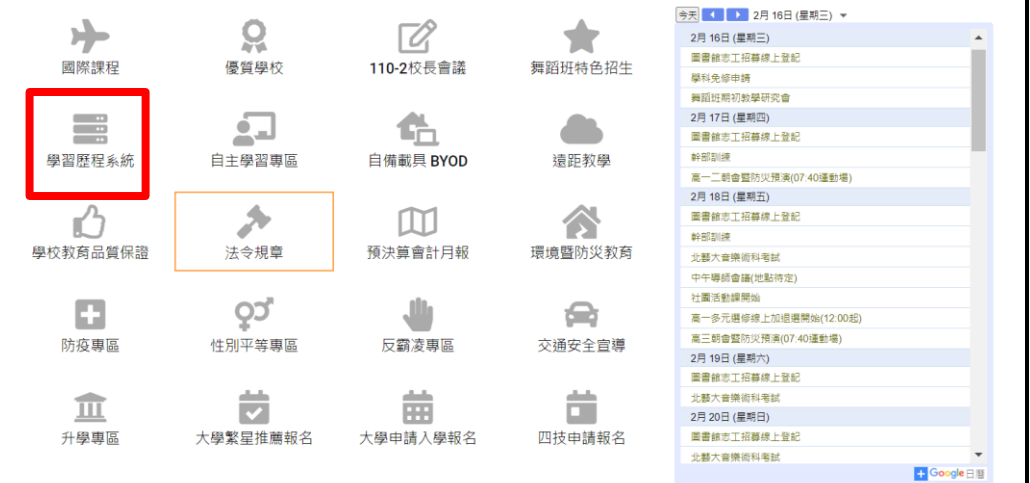 國際課程
優質學校
110-2校長會議
舞蹈班特色招生
學習歷程系統
自主學習專區
自備載具 BYOD
遠距教學
學校教育品質保證
法令規章
預決算會計月報
環境暨防災教育
防疫專區
性別平等專區
反霸凌專區
交通安全宣導
升學專區
大學繁星推薦報名
大學申請入學報名
四技申請報名
今天 2月 16日 (星期三)
2月 16日 (星期三)
圖書館志工招募線上登記
學科免修申請
舞蹈班期初教學研究會
2月 17日 (星期四)
圖書館志工招募線上登記
幹部訓練
高一二朝會暨防災預演(07:40運動場)
2月 18日 (星期五)
圖書館志工招募線上登記
幹部訓練
北藝大音樂術科考試
中午導師會議(地點待定)
社團活動課開始
高一多元選修線上加退選開始(12:00起)
高三朝會暨防災預演(07:40運動場)
2月 19日 (星期六)
圖書館志工招募線上登記
北藝大音樂術科考試
2月 20日 (星期日)
圖書館志工招募線上登記
北藝大音樂術科考試
Google日曆